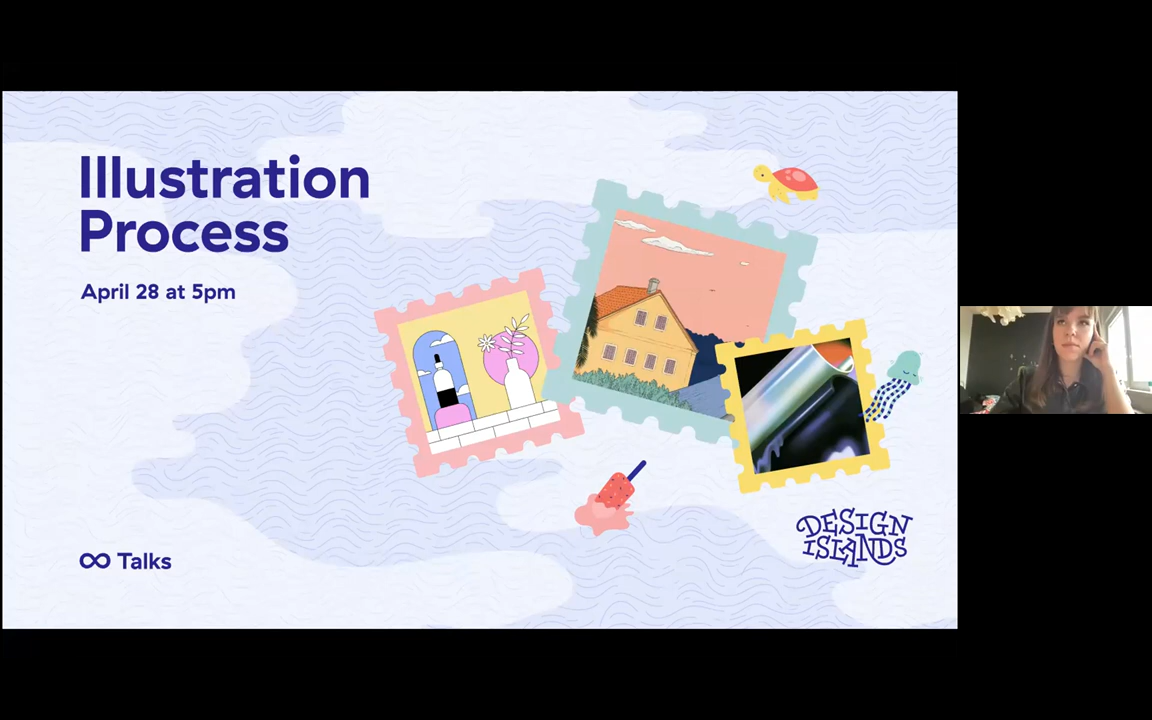 Illustration
Process
April 28 at 5pm
Talks
DESIGN
ISLANDS